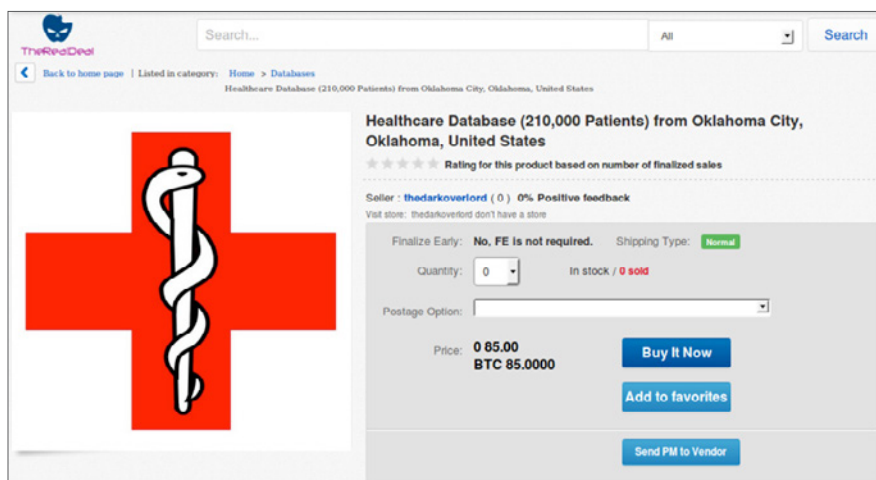 TheRealDeal
Search...
All
Search
Back to home page | Listed in category: Home > Databases
Healthcare Database (210,000 Patients) from Oklahoma City, Oklahoma, United States
Healthcare Database (210,000 Patients) from Oklahoma City,
Oklahoma, United States
Rating for this product based on number of finalized sales
Seller : thedarkoverlord ( 0 ) 0% Positive feedback
Visit store: thedarkoverlord don't have a store
Finalize Early: No, FE is not required. Shipping Type: Normal
Quantity: 0 In stock / 0 sold
Postage Option:
Price: 0 85.00
BTC 85.0000
Buy It Now
Add to favorites
Send PM to Vendor